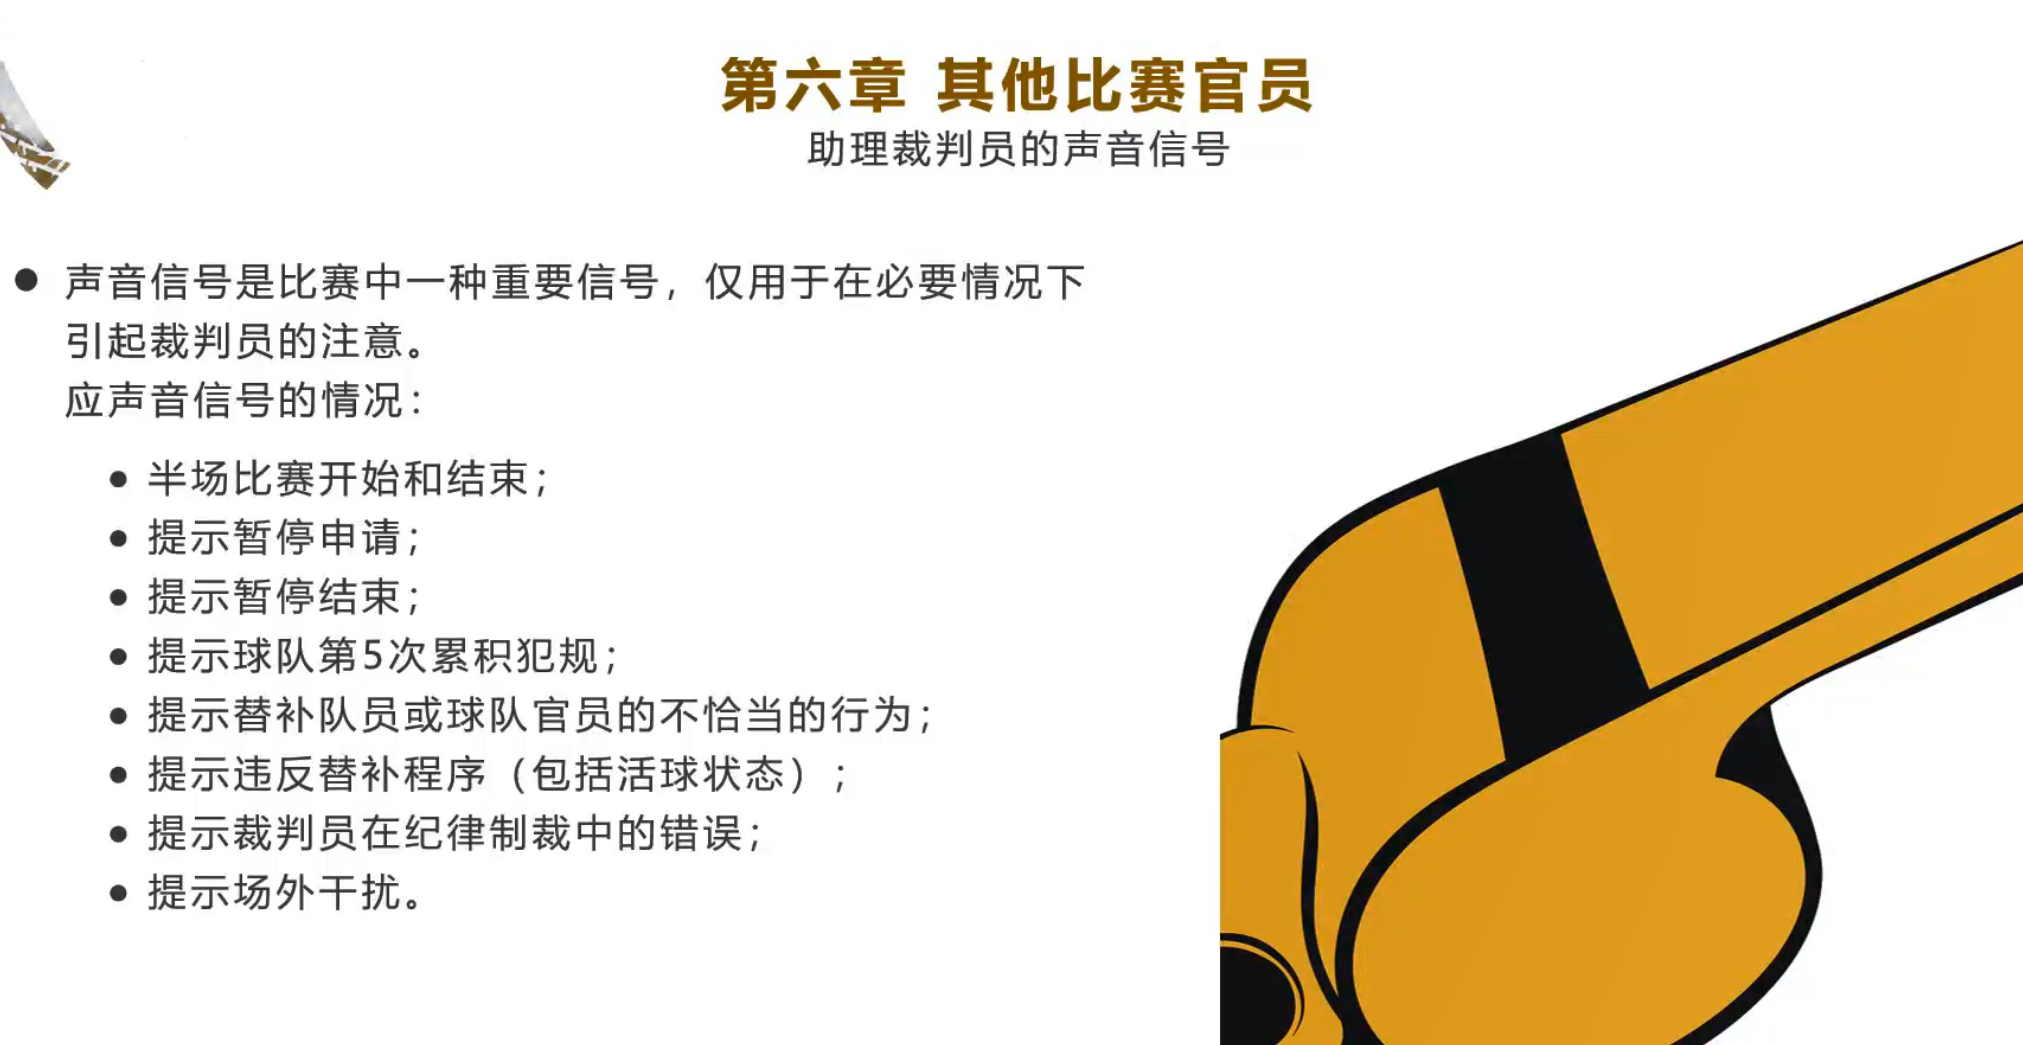 第六章 其他比赛官员
助理裁判员的声音信号
● 声音信号是比赛中一种重要信号，仅用于在必要情况下
引起裁判员的注意。
应声音信号的情况：
● 半场比赛开始和结束；
● 提示暂停申请；
● 提示暂停结束；
● 提示球队第5次累积犯规；
● 提示替补队员或球队官员的不恰当的行为；
● 提示违反替补程序（包括活球状态）；
● 提示裁判员在纪律制裁中的错误；
● 提示场外干扰。